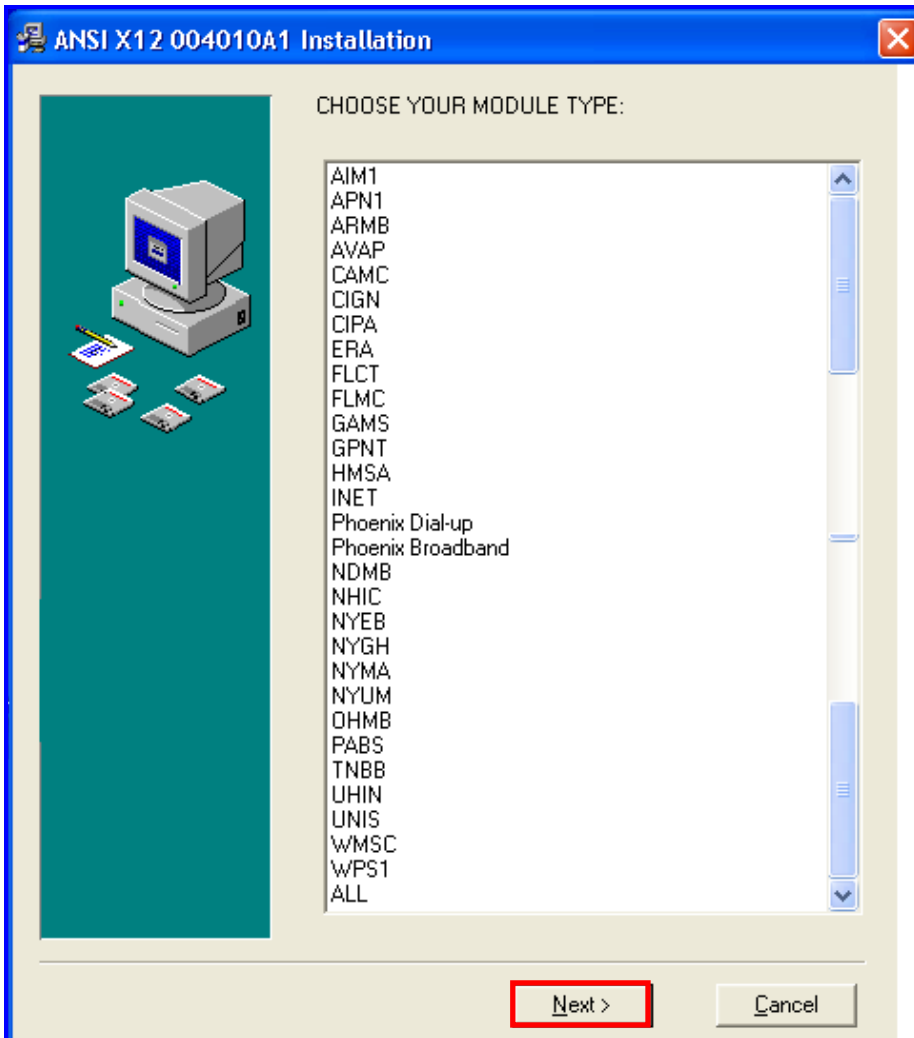 ANSI X12 004010A1 Installation
CHOOSE YOUR MODULE TYPE:
AIM1
APN1
ARMB
AVAP
CAMC
CIGN
CIPA
ERA
FLCT
FLMC
GAMS
GPNT
HMSA
INET
Phoenix Dial-up
Phoenix Broadband
NDMB
NHIC
NYEB
NYGH
NYMA
NYUM
OHMB
PABS
TNBB
UHIN
UNIS
WMSC
WPS1
ALL
Next >
Cancel